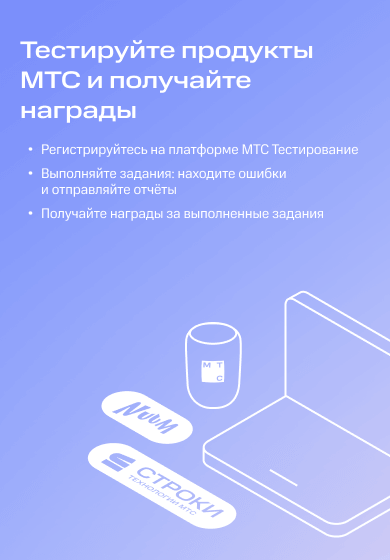 Тестируйте продукты
МТС и получайте
награды
• Регистрируйтесь на платформе МТС Тестирование
• Выполняйте задания: находите ошибки
и отправляйте отчёты
• Получайте награды за выполненные задания
М Т
С
NUUM
СТРОКИ
ТЕХНОЛОГИИ МТС